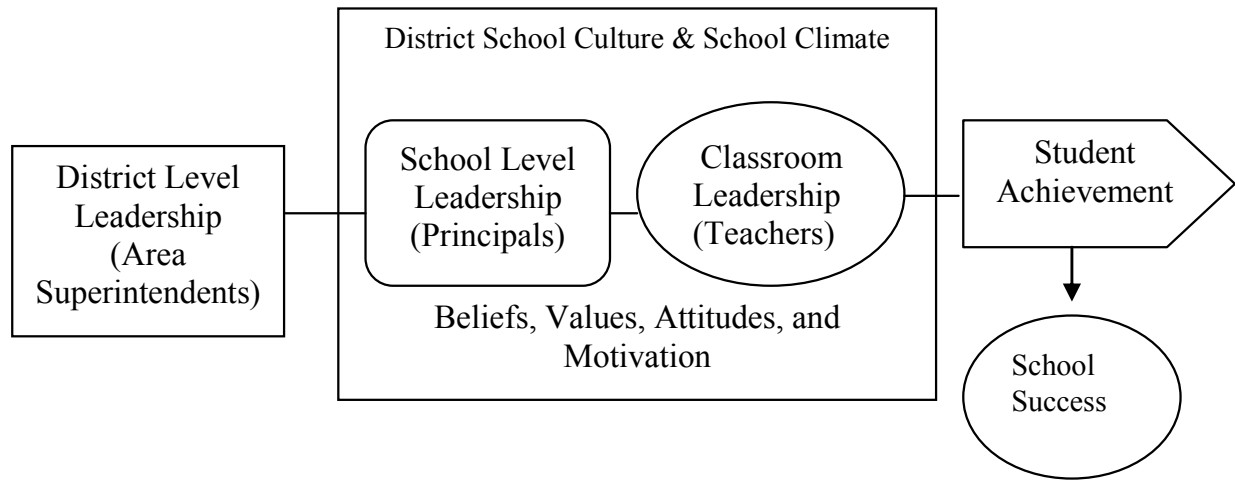 District School Culture & School Climate
District Level
Leadership
(Area
Superintendents)
School Level
Leadership
(Principals)
Classroom
Leadership
(Teachers)
Beliefs, Values, Attitudes, and
Motivation
Student
Achievement
School
Success